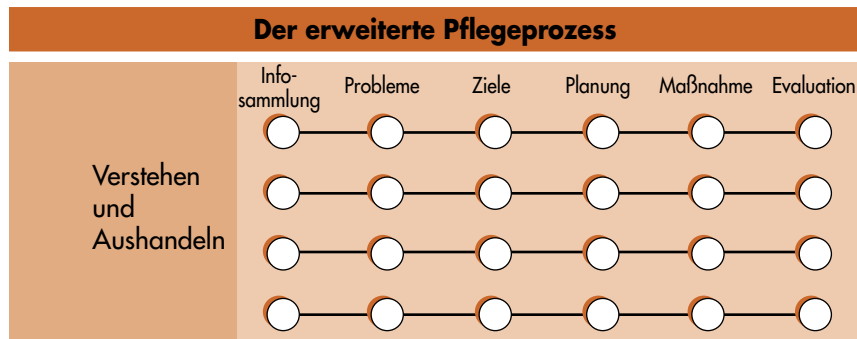 Der erweiterte Pflegeprozess
Info-
sammlung
Probleme
Ziele
Planung
Maßnahme
Evaluation
Verstehen
und
Aushandeln